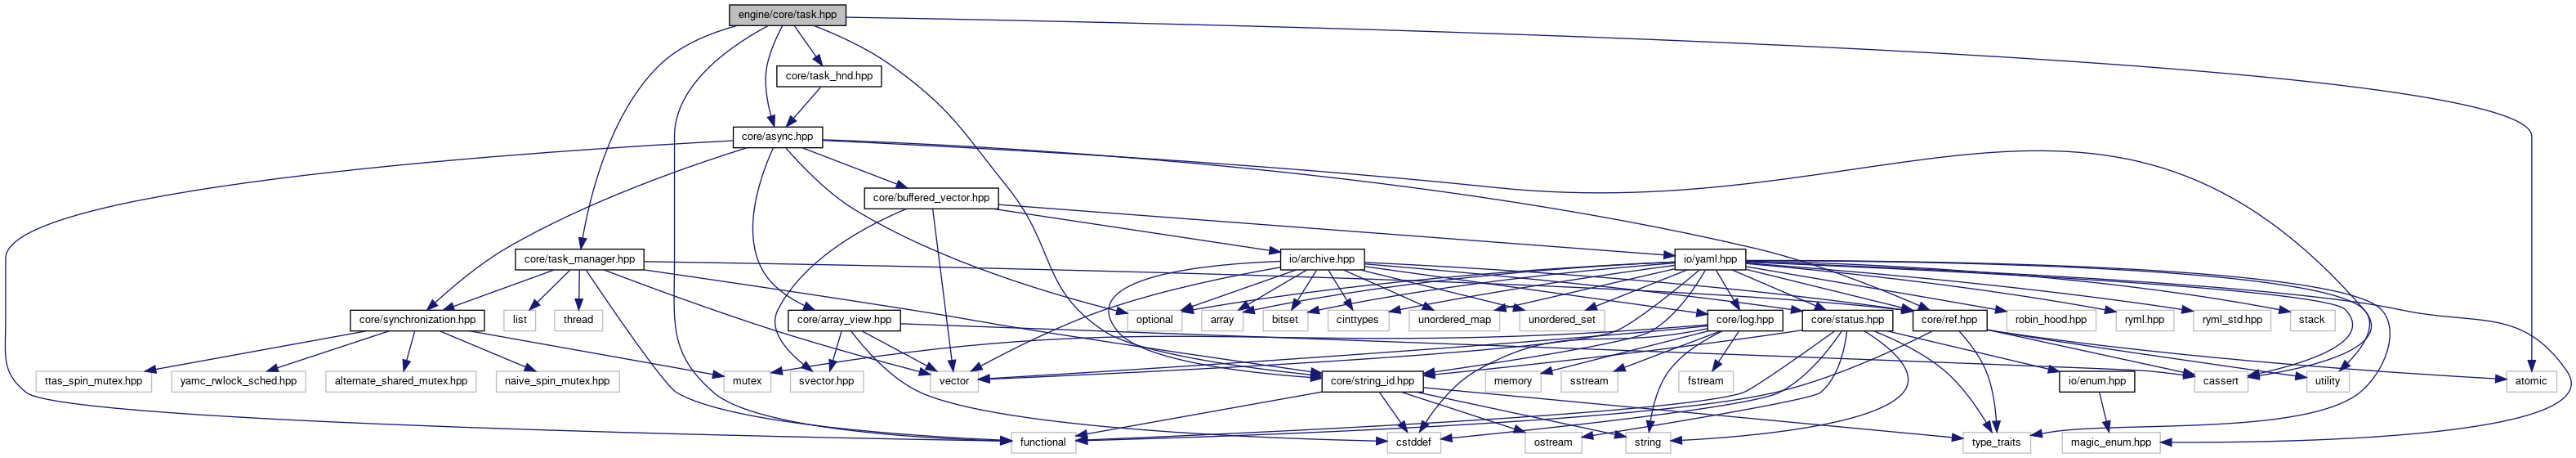 engine/core/task.hpp
core/task_hnd.hpp
core/async.hpp
core/buffered_vector.hpp
core/task_manager.hpp
io/archive.hpp
io/yaml.hpp
core/synchronization.hpp
list
thread
core/array_view.hpp
optional
array
bitset
cinttypes
unordered_map
unordered_set
core/log.hpp
core/status.hpp
core/ref.hpp
robin_hood.hpp
ryml.hpp
ryml_std.hpp
stack
ttas_spin_mutex.hpp
yamc_rwlock_sched.hpp
alternate_shared_mutex.hpp
naive_spin_mutex.hpp
mutex
svector.hpp
vector
core/string_id.hpp
memory
sstream
fstream
io/enum.hpp
cassert
utility
atomic
functional
cstddef
ostream
string
type_traits
magic_enum.hpp